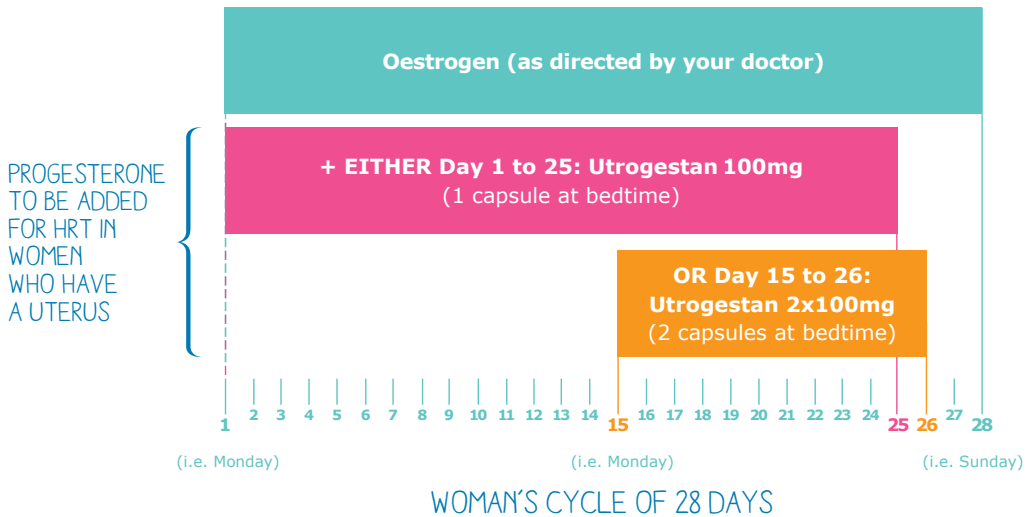 Oestrogen (as directed by your doctor)
PROGESTERONE
TO BE ADDED
FOR HRT IN
WOMEN
WHO HAVE
A UTERUS
+ EITHER Day 1 to 25: Utrogestan 100mg
(1 capsule at bedtime)
OR Day 15 to 26:
Utrogestan 2x100mg
(2 capsules at bedtime)
1 2 3 4 5 6 7 8 9 10 11 12 13 14 15 16 17 18 19 20 21 22 23 24 25 26 27 28
(i.e. Monday) (i.e. Monday) (i.e. Sunday)
WOMAN'S CYCLE OF 28 DAYS